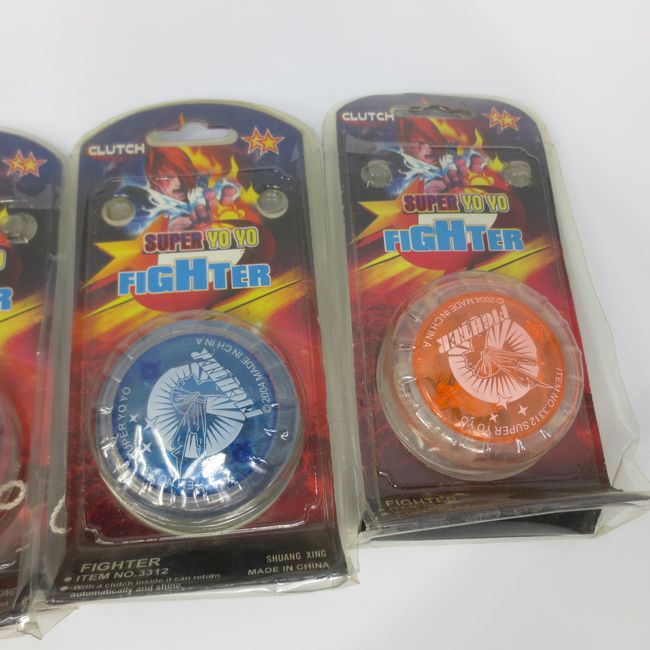 CLUTCH
SUPER YO YO
FIGHTER
FIGHTER
© 2004 MADE IN CHINA
SUPER YO YO
FIGHTER
• ITEM NO.3312
• With a clutch inside,it can return
automatically and shine.
SHUANG XING
MADE IN CHINA
CLUTCH
SUPER YO YO
FIGHTER
FIGHTER
©2004 MADE IN CHINA
ITEM NO 3312 SUPER YO YO
FIGHTER
YO
R